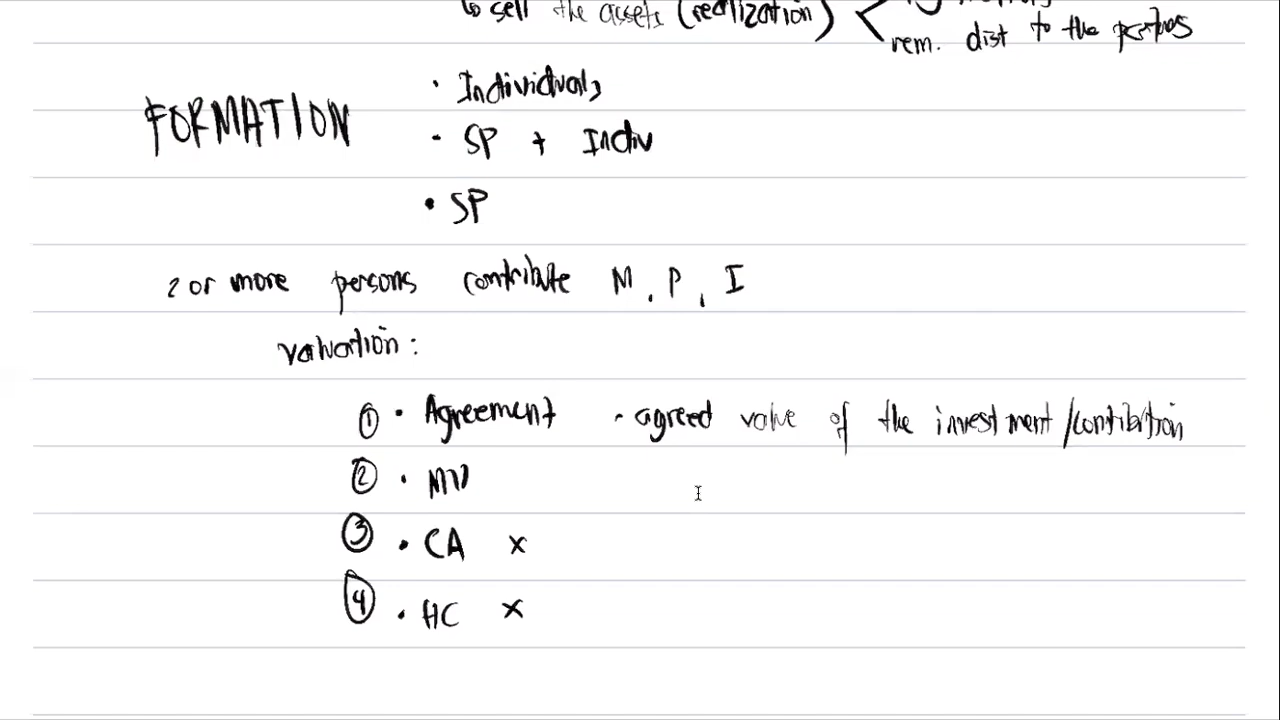 to sell the assets (realization)
rem. dist to the partners
· Individuals
FORMATION
- SP + Indiv
• SP
2 or more persons contribute M, P, I
valuation:
① · Agreement · agreed value of the investment/contibution
② · MV
③ · CA x
④ · HC x